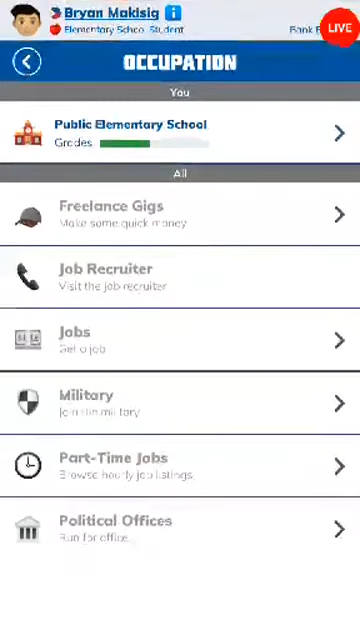 Bryan Makisig
Elementary School Student
Bank
LIVE
OCCUPATION
You
Public Elementary School
Grades
All
Freelance Gigs
Make some quick money
Job Recruiter
Visit the job recruiter
Jobs
Get a job
Military
Join the military
Part-Time Jobs
Browse hourly job listings
Political Offices
Run for office